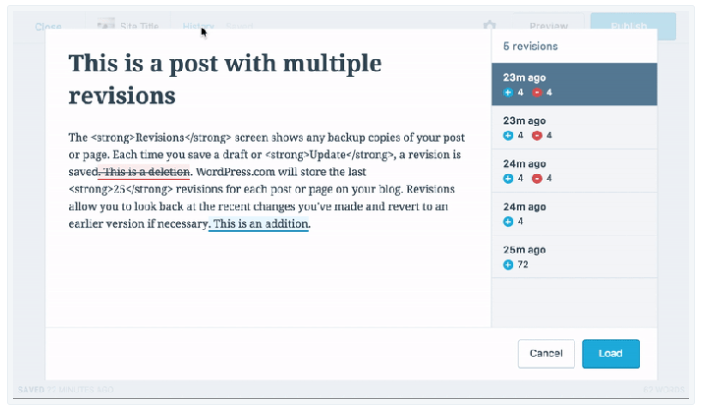 Close Site Title History Saved Preview Publish
This is a post with multiple
revisions
The <strong>Revisions</strong> screen shows any backup copies of your post
or page. Each time you save a draft or <strong>Update</strong>, a revision is
saved. This is a deletion. WordPress.com will store the last
<strong>25</strong> revisions for each post or page on your blog. Revisions
allow you to look back at the recent changes you've made and revert to an
earlier version if necessary. This is an addition.
5 revisions
23m ago
4 4
23m ago
4 4
24m ago
4 4
24m ago
4
25m ago
72
Cancel Load
SAVED 22 MINUTES AGO